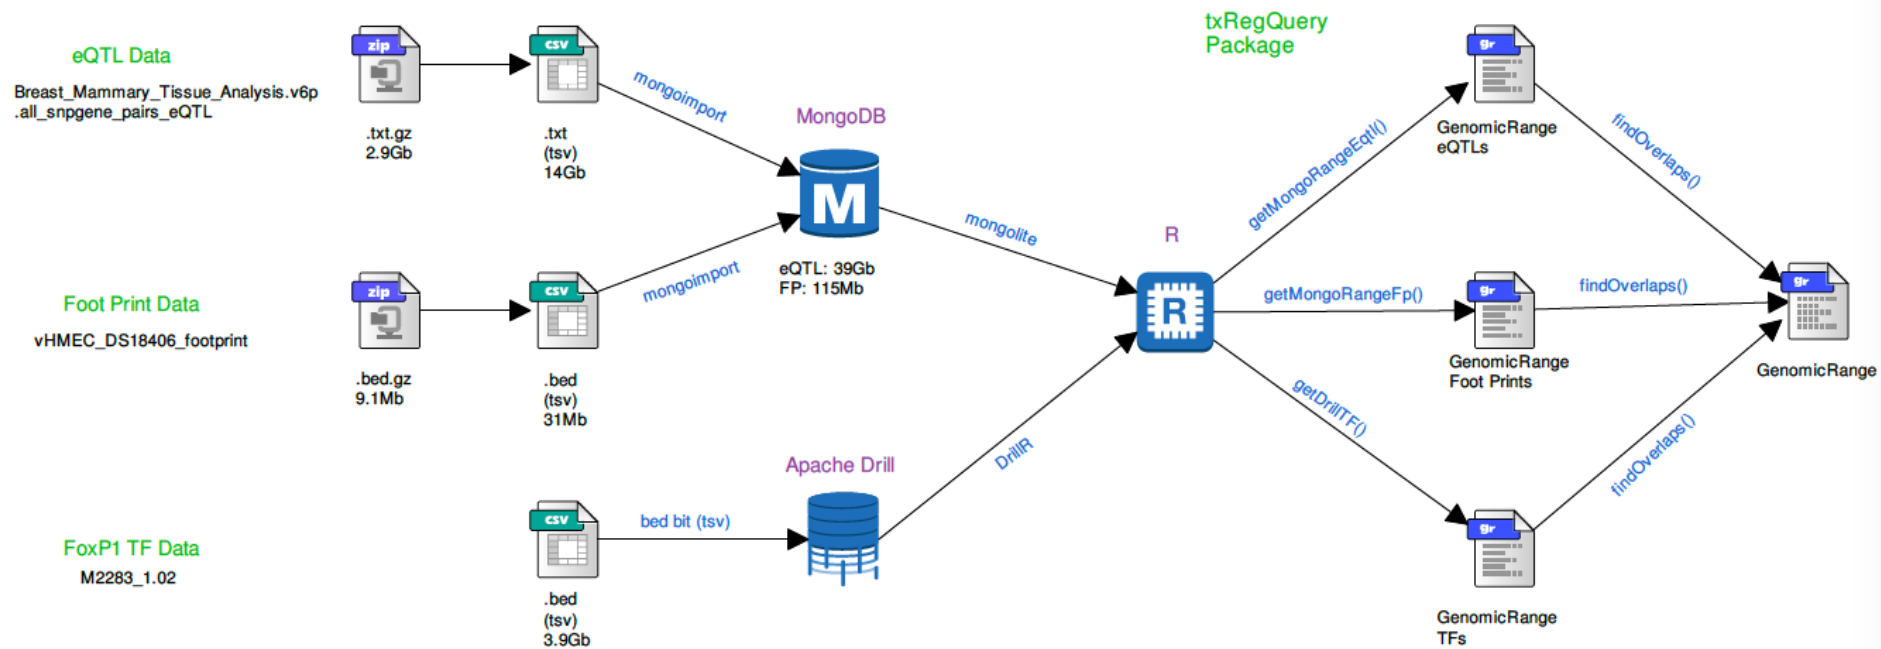 eQTL Data
Breast_Mammary_Tissue_Analysis.v6p
.all_snpgene_pairs_eQTL
zip
.txt.gz
2.9Gb
csv
.txt
(tsv)
14Gb
mongoimport
MongoDB
M
eQTL: 39Gb
FP: 115Mb
Foot Print Data
vHMEC_DS18406_footprint
zip
.bed.gz
9.1Mb
csv
.bed
(tsv)
31Mb
mongoimport
FoxP1 TF Data
M2283_1.02
csv
.bed
(tsv)
3.9Gb
bed bit (tsv)
Apache Drill
mongolite
DrillR
R
R
txRegQuery
Package
getMongoRangeEqtl()
getMongoRangeFp()
getDrillTF()
gr
GenomicRange
eQTLs
gr
GenomicRange
Foot Prints
gr
GenomicRange
TFs
findOverlaps()
findOverlaps()
findOverlaps()
gr
GenomicRange